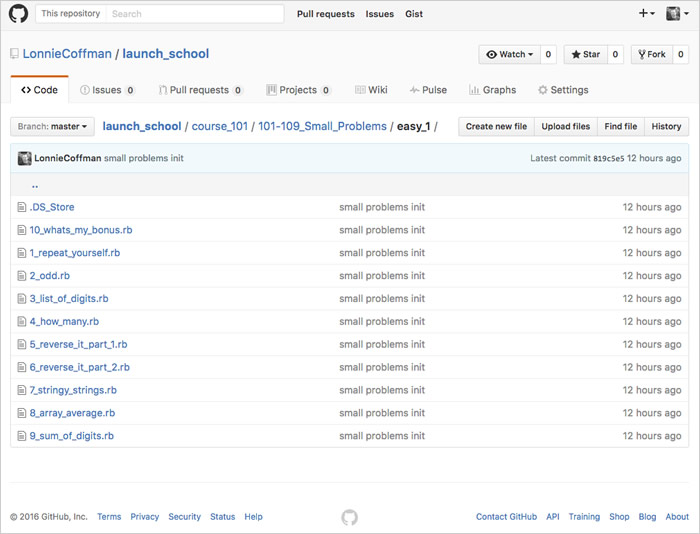 This repository Search Pull requests Issues Gist
LonnieCoffman / launch_school Watch 0 Star 0 Fork 0
Code Issues 0 Pull requests 0 Projects 0 Wiki Pulse Graphs Settings
Branch: master launch_school / course_101 / 101-109_Small_Problems / easy_1 / Create new file Upload files Find file History
LonnieCoffman small problems init Latest commit 819c5e5 12 hours ago
..
.DS_Store small problems init 12 hours ago
10_whats_my_bonus.rb small problems init 12 hours ago
1_repeat_yourself.rb small problems init 12 hours ago
2_odd.rb small problems init 12 hours ago
3_list_of_digits.rb small problems init 12 hours ago
4_how_many.rb small problems init 12 hours ago
5_reverse_it_part_1.rb small problems init 12 hours ago
6_reverse_it_part_2.rb small problems init 12 hours ago
7_stringy_strings.rb small problems init 12 hours ago
8_array_average.rb small problems init 12 hours ago
9_sum_of_digits.rb small problems init 12 hours ago
© 2016 GitHub, Inc. Terms Privacy Security Status Help Contact GitHub API Training Shop Blog About